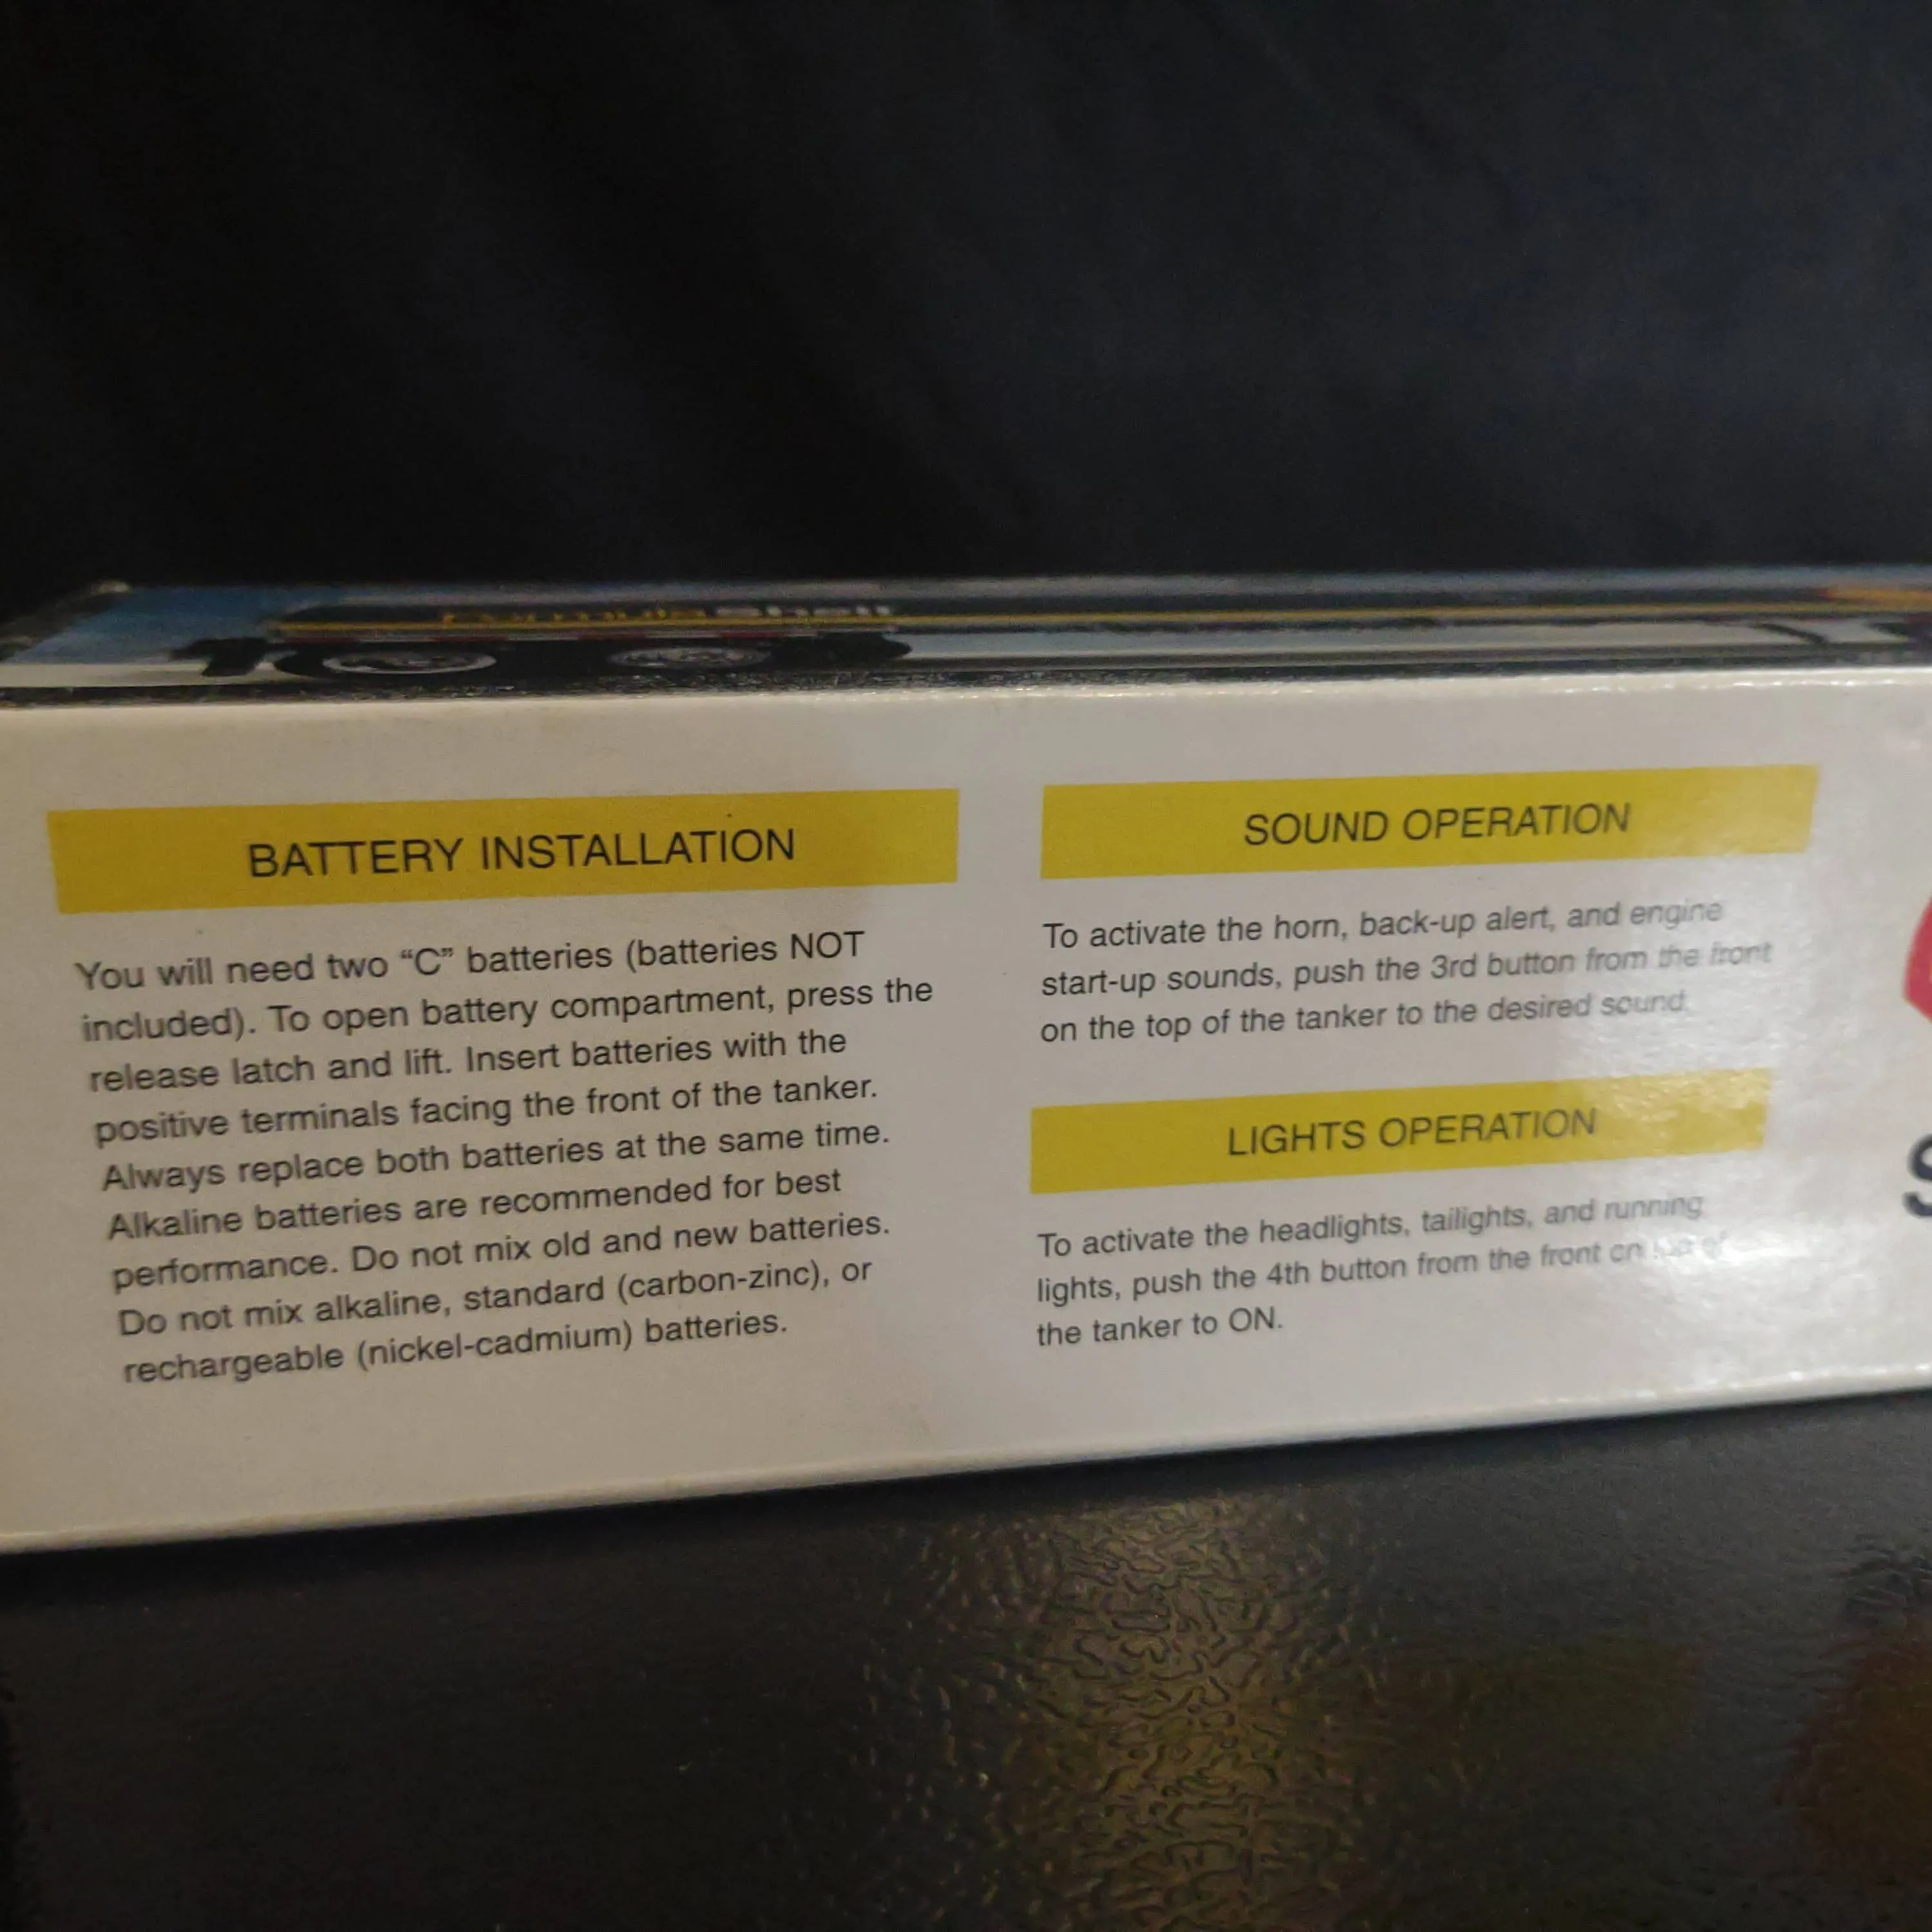 Formula Shell
BATTERY INSTALLATION
You will need two “C” batteries (batteries NOT
included). To open battery compartment, press the
release latch and lift. Insert batteries with the
positive terminals facing the front of the tanker.
Always replace both batteries at the same time.
Alkaline batteries are recommended for best
performance. Do not mix old and new batteries.
Do not mix alkaline, standard (carbon-zinc), or
rechargeable (nickel-cadmium) batteries.
SOUND OPERATION
To activate the horn, back-up alert, and engine
start-up sounds, push the 3rd button from the front
on the top of the tanker to the desired sound.
LIGHTS OPERATION
To activate the headlights, tailights, and running
lights, push the 4th button from the front on
the tanker to ON.
S